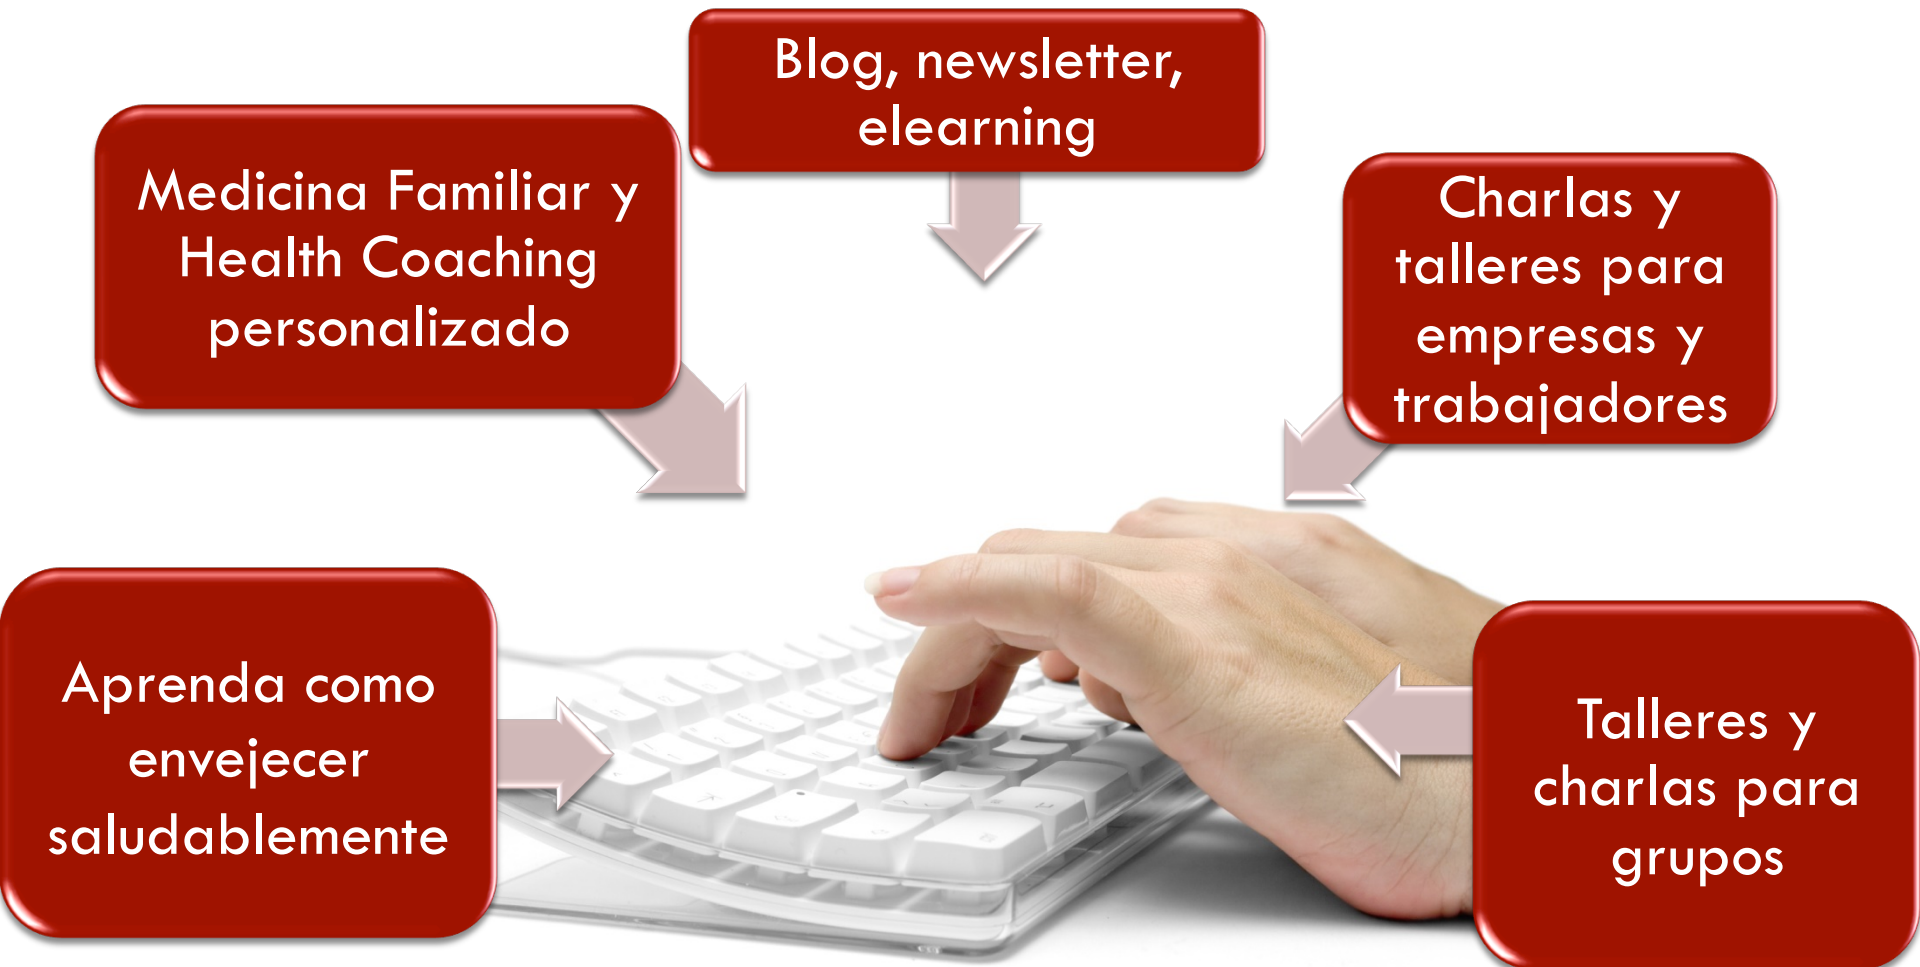 Blog, newsletter,
elearning
Medicina Familiar y
Health Coaching
personalizado
Charlas y
talleres para
empresas y
trabajadores
Aprenda como
envejecer
saludablemente
Talleres y
charlas para
grupos